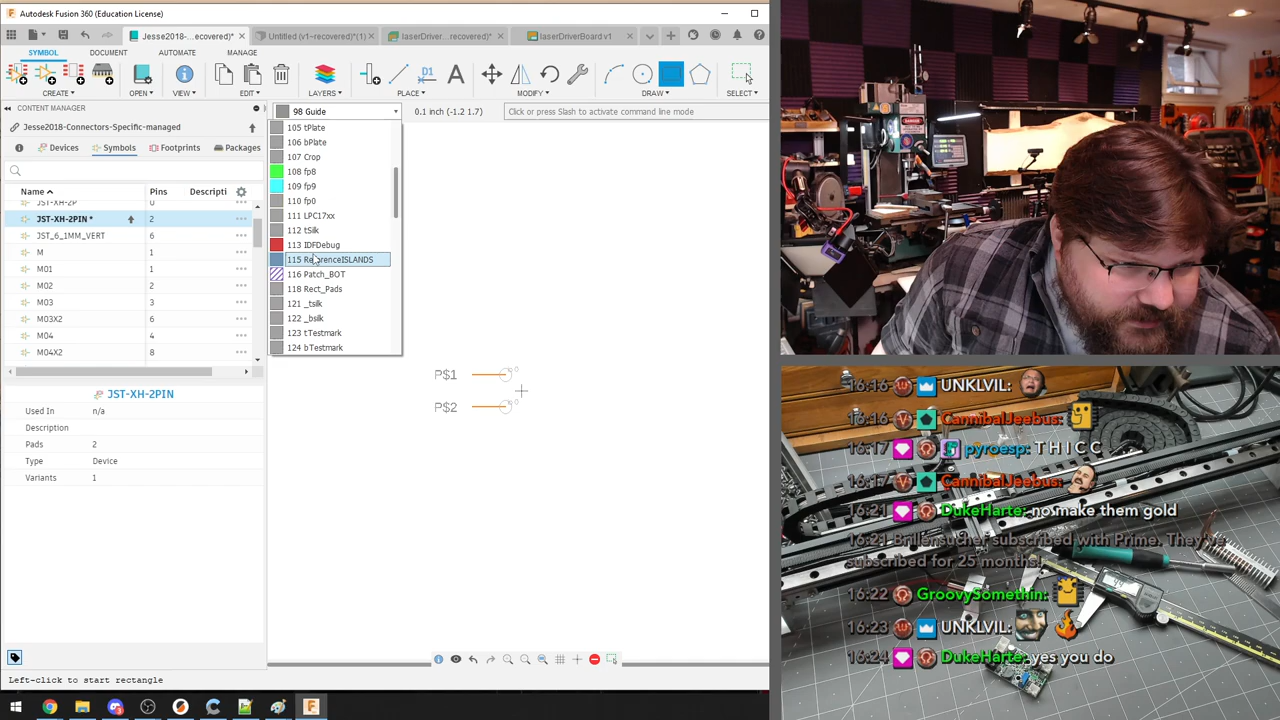 Autodesk Fusion 360 (Education License)
Jesse2018-...ecovered)*
Untitled (v1~recovered)*(1)
laserDriver...recovered)*
laserDriverBoard v1
SYMBOL DOCUMENT AUTOMATE MANAGE
CREATE OPEN VIEW EDIT LAYERS PLACE MODIFY DRAW SELECT
CONTENT MANAGER
98 Guide
0.1 inch (-1.2 1.7)
Click or press Slash to activate command line mode
Jesse2018-Connectors-Specific-managed
Devices Symbols Footprints Packages
Name Pins Descripti
JST-XH-2P 0
JST-XH-2PIN * 2
JST_6_1MM_VERT 6
M 1
M01 1
M02 2
M03 3
M03X2 6
M04 4
M04X2 8
105 tPlate
106 bPlate
107 Crop
108 fp8
109 fp9
110 fp0
111 LPC17xx
112 tSilk
113 IDFDebug
115 ReferenceISLANDS
116 Patch_BOT
118 Rect_Pads
121 _tsilk
122 _bsilk
123 tTestmark
124 bTestmark
P$1
P$2
JST-XH-2PIN
Used In n/a
Description
Pads 2
Type Device
Variants 1
Left-click to start rectangle
16:16 UNKLVIL:
16:16 CannibalJeebus:
16:17 pyroesp: T H I C C
16:17 CannibalJeebus:
16:21 DukeHarte: no make them gold
16:21 Brillensucher subscribed with Prime. They've
subscribed for 25 months!
16:22 GroovySomethin:
16:23 UNKLVIL:
16:24 DukeHarte: yes you do